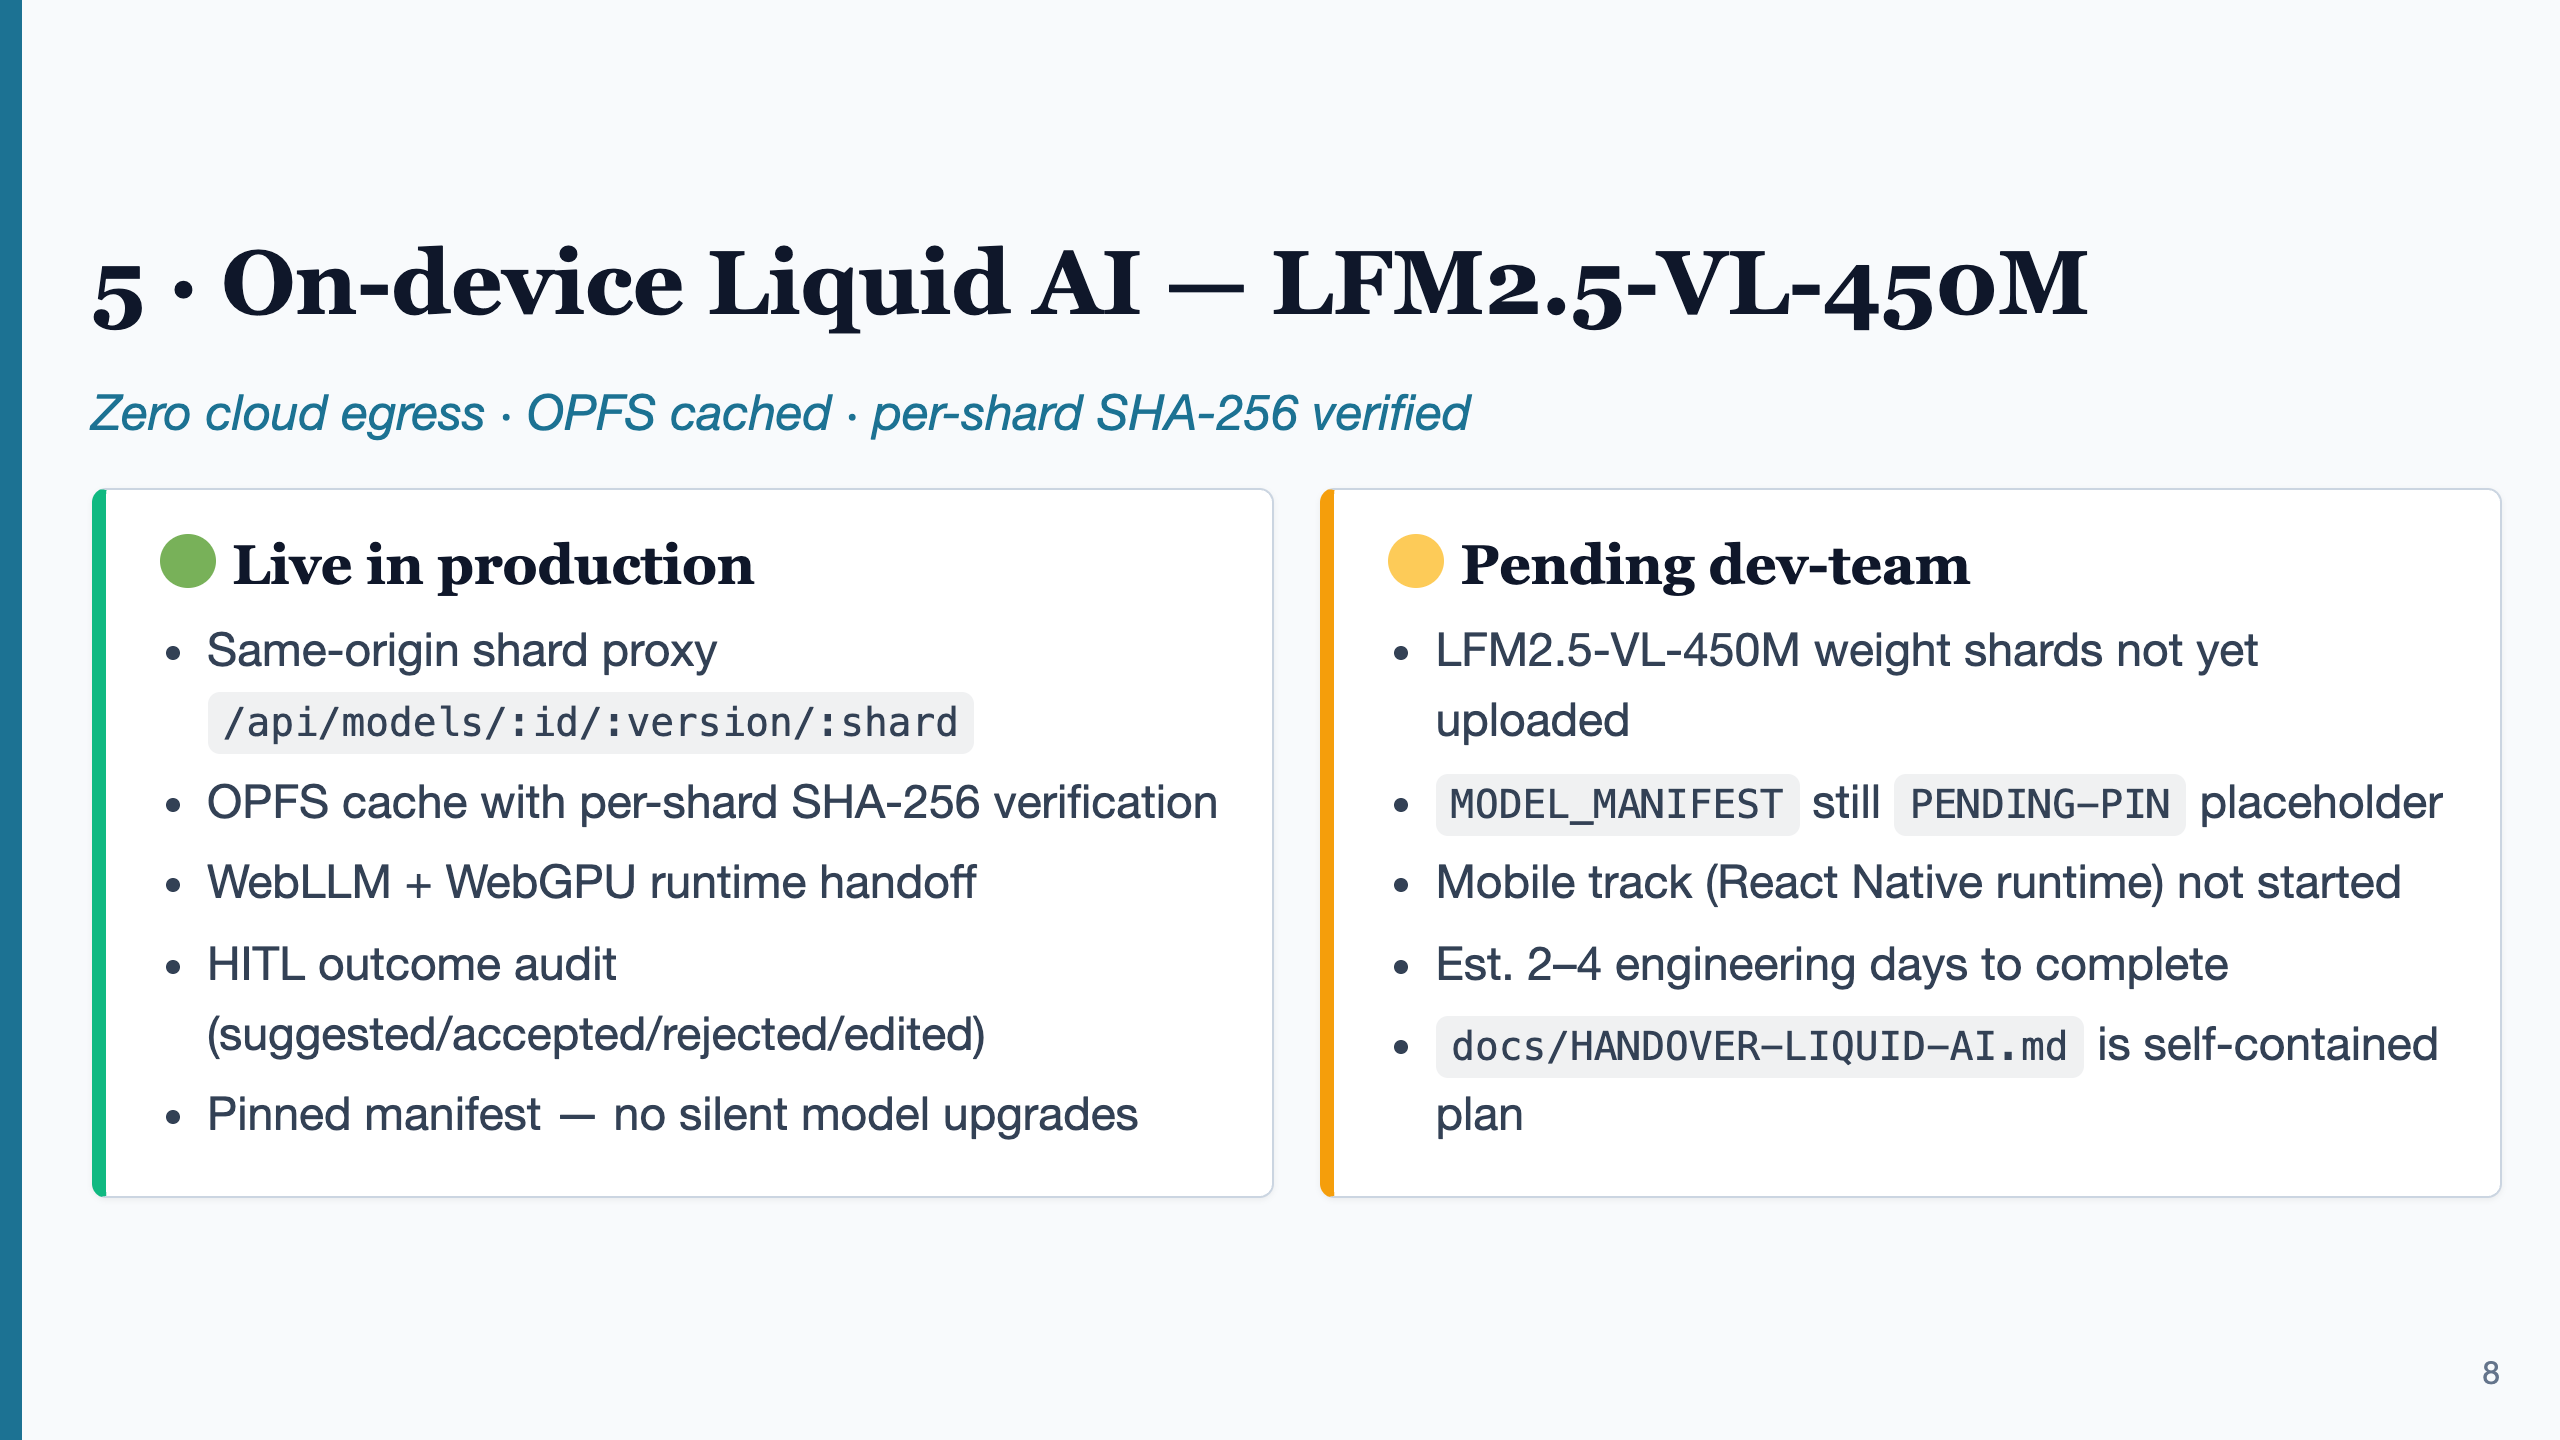 5 · On-device Liquid AI — LFM2.5-VL-450M
Zero cloud egress · OPFS cached · per-shard SHA-256 verified
Live in production
• Same-origin shard proxy
/api/models/:id/:version/:shard
• OPFS cache with per-shard SHA-256 verification
• WebLLM + WebGPU runtime handoff
• HITL outcome audit
(suggested/accepted/rejected/edited)
• Pinned manifest — no silent model upgrades
Pending dev-team
• LFM2.5-VL-450M weight shards not yet
uploaded
• MODEL_MANIFEST still PENDING-PIN placeholder
• Mobile track (React Native runtime) not started
• Est. 2–4 engineering days to complete
• docs/HANDOVER-LIQUID-AI.md is self-contained
plan
8